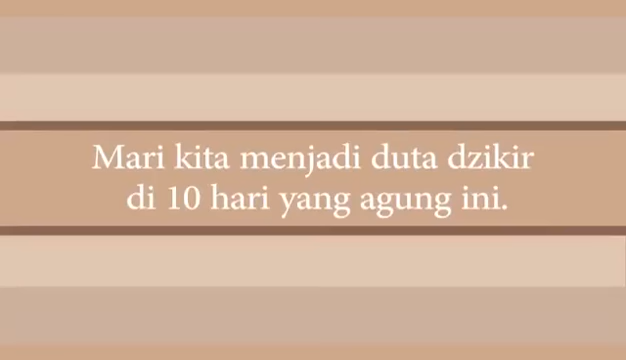 Mari kita menjadi duta dzikir
di 10 hari yang agung ini.